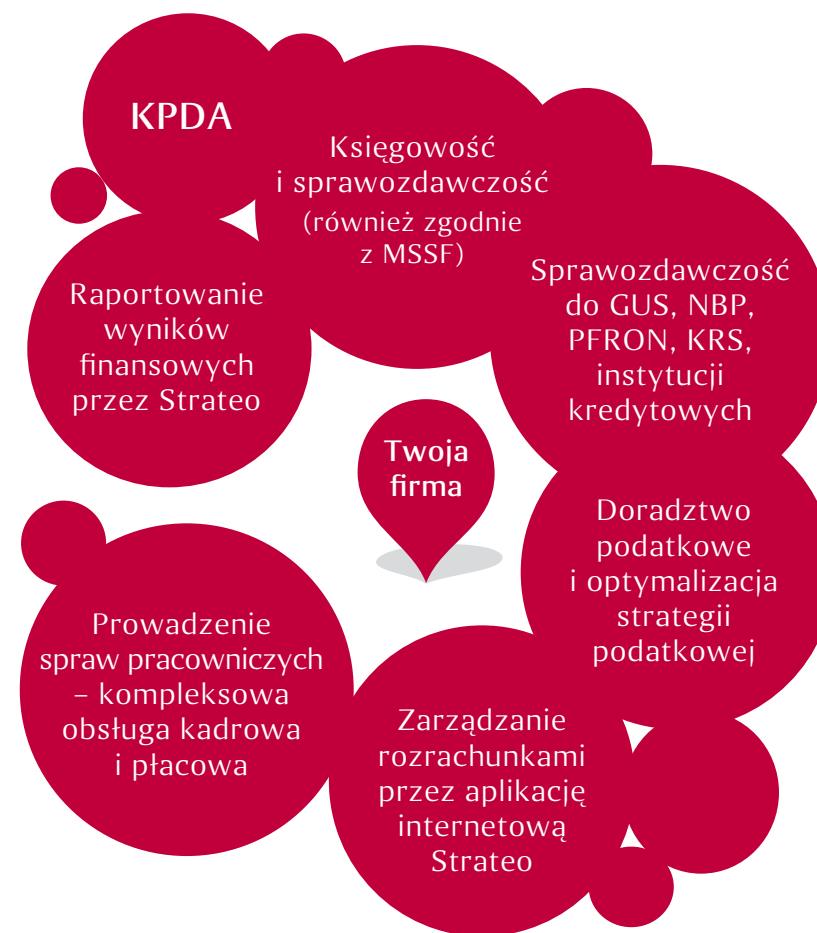 KPDA
Księgowość
i sprawozdawczość
(również zgodnie
z MSSF)
Sprawozdawczość
do GUS, NBP,
PFRON, KRS,
instytucji
kredytowych
Doradztwo
podatkowe
i optymalizacja
strategii
podatkowej
Zarządzanie
rozrachunkami
przez aplikację
internetową
Strateo
Prowadzenie
spraw pracowniczych
– kompleksowa
obsługa kadrowa
i płacowa
Raportowanie
wyników
finansowych
przez Strateo
Twoja
firma